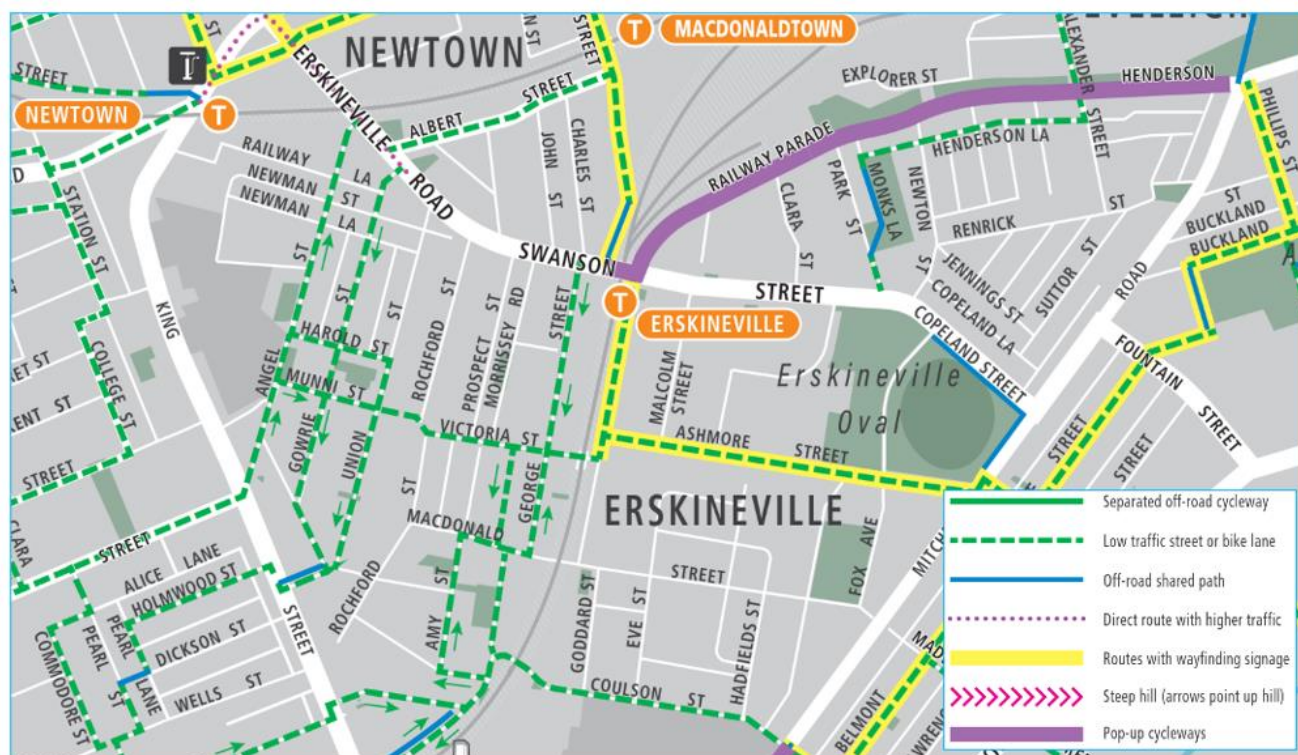 NEWTOWN
MACDONALDTOWN
NEWTOWN
ERSKINEVILLE
ERSKINEVILLE
Erskineville
Oval
STREET
STREET
ERSKINEVILLE
ROAD
ALBERT
STREET
EXPLORER ST
ALEXANDER
STREET
HENDERSON
PHILLIPS ST
RAILWAY
LA
NEWMAN
ST
NEWMAN
LA
JOHN
ST
CHARLES
ST
RAILWAY PARADE
CLARA
ST
PARK
ST
MONKS LA
NEWTON
ST
HENDERSON LA
RENRICK
ST
BUCKLAND
ST
BUCKLAND
STATION
ST
KING
STREET
COLLEGE ST
ANGEL
ST
HAROLD
ST
ST
ST
MUNNI ST
GOWRIE
UNION
ROCHFORD
ST
PROSPECT
ST
MORRISSEY
RD
STREET
GEORGE
VICTORIA
ST
SWANSON
STREET
MALCOLM
STREET
ASHMORE
STREET
COPELAND STREET
COPELAND LA
JENNINGS ST
SUTTOR
ST
ROAD
FOUNTAIN
STREET
STREET
STREET
STREET
STREET
CLARA
ALICE
LANE
HOLMWOOD ST
PEARL
ST
PEARL
LANE
DICKSON
ST
WELLS
ST
COMMODORE ST
ROCHFORD
ST
MACDONALD
STREET
AMY
ST
GODDARD ST
EVE
ST
HADFIELDS ST
COULSON
ST
FOX
AVE
BELMONT
Separated off-road cycleway
Low traffic street or bike lane
Off-road shared path
Direct route with higher traffic
Routes with wayfinding signage
Steep hill (arrows point up hill)
Pop-up cycleways